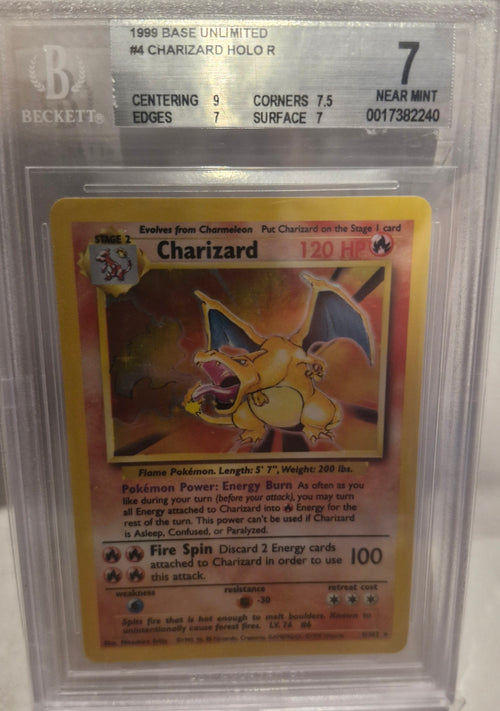 1999 BASE UNLIMITED
#4 CHARIZARD HOLO R
7
NEAR MINT
CENTERING 9 CORNERS 7.5
EDGES 7 SURFACE 7
0017382240
B
BECKETT®
Evolves from Charmeleon Put Charizard on the Stage 1 card
STAGE 2
Charizard 120 HP
Flame Pokémon. Length: 5' 7", Weight: 200 lbs.
Pokémon Power: Energy Burn As often as you
like during your turn (before your attack), you may turn
all Energy attached to Charizard into Energy for the
rest of the turn. This power can't be used if Charizard
is Asleep, Confused, or Paralyzed.
Fire Spin Discard 2 Energy cards
attached to Charizard in order to use 100
this attack.
weakness resistance retreat cost
-30
Spits fire that is hot enough to melt boulders. Known to
unintentionally cause forest fires. LV. 76 #6